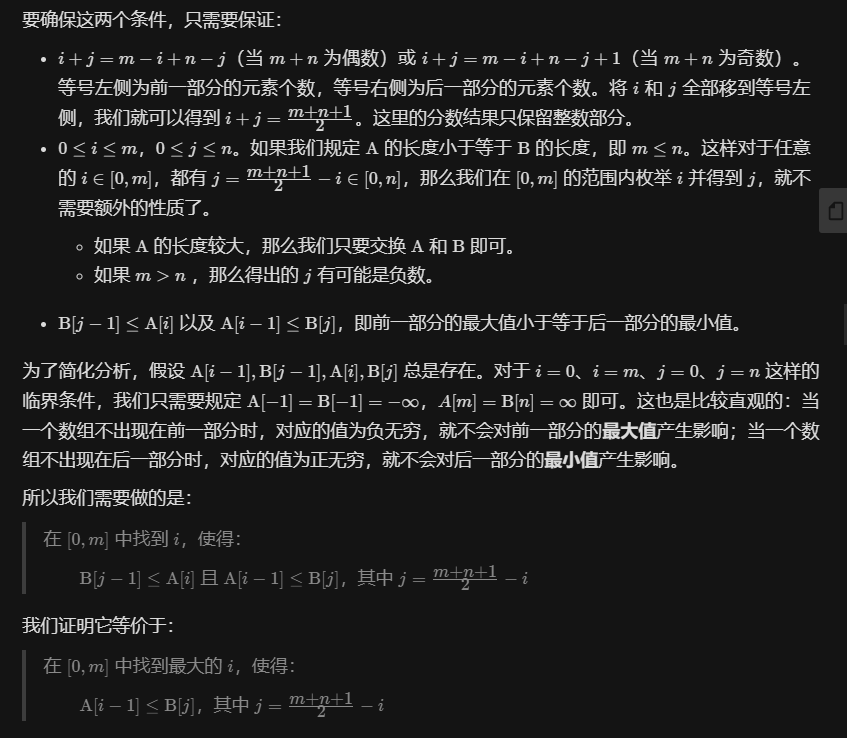 要确保这两个条件，只需要保证：
• i + j = m − i + n − j（当 m + n 为偶数）或 i + j = m − i + n − j + 1（当 m + n 为奇数）。
等号左侧为前一部分的元素个数，等号右侧为后一部分的元素个数。将 i 和 j 全部移到等号左
侧，我们就可以得到 i + j = \frac{m+n+1}{2}。这里的分数结果只保留整数部分。
• 0 ≤ i ≤ m，0 ≤ j ≤ n。如果我们规定 A 的长度小于等于 B 的长度，即 m ≤ n。这样对于任意
的 i ∈ [0, m]，都有 j = \frac{m+n+1}{2} − i ∈ [0, n]，那么我们在 [0, m] 的范围内枚举 i 并得到 j，就不
需要额外的性质了。
◦ 如果 A 的长度较大，那么我们只要交换 A 和 B 即可。
◦ 如果 m > n ，那么得出的 j 有可能是负数。
• B[j − 1] ≤ A[i] 以及 A[i − 1] ≤ B[j]，即前一部分的最大值小于等于后一部分的最小值。
为了简化分析，假设 A[i − 1], B[j − 1], A[i], B[j] 总是存在。对于 i = 0、i = m、j = 0、j = n 这样的
临界条件，我们只需要规定 A[−1] = B[−1] = −∞，A[m] = B[n] = ∞ 即可。这也是比较直观的：当
一个数组不出现在前一部分时，对应的值为负无穷，就不会对前一部分的最大值产生影响；当一个数
组不出现在后一部分时，对应的值为正无穷，就不会对后一部分的最小值产生影响。
所以我们需要做的是：
在 [0, m] 中找到 i，使得：
B[j − 1] ≤ A[i] 且 A[i − 1] ≤ B[j]，其中 j = \frac{m+n+1}{2} − i
我们证明它等价于：
在 [0, m] 中找到最大的 i，使得：
A[i − 1] ≤ B[j]，其中 j = \frac{m+n+1}{2} − i